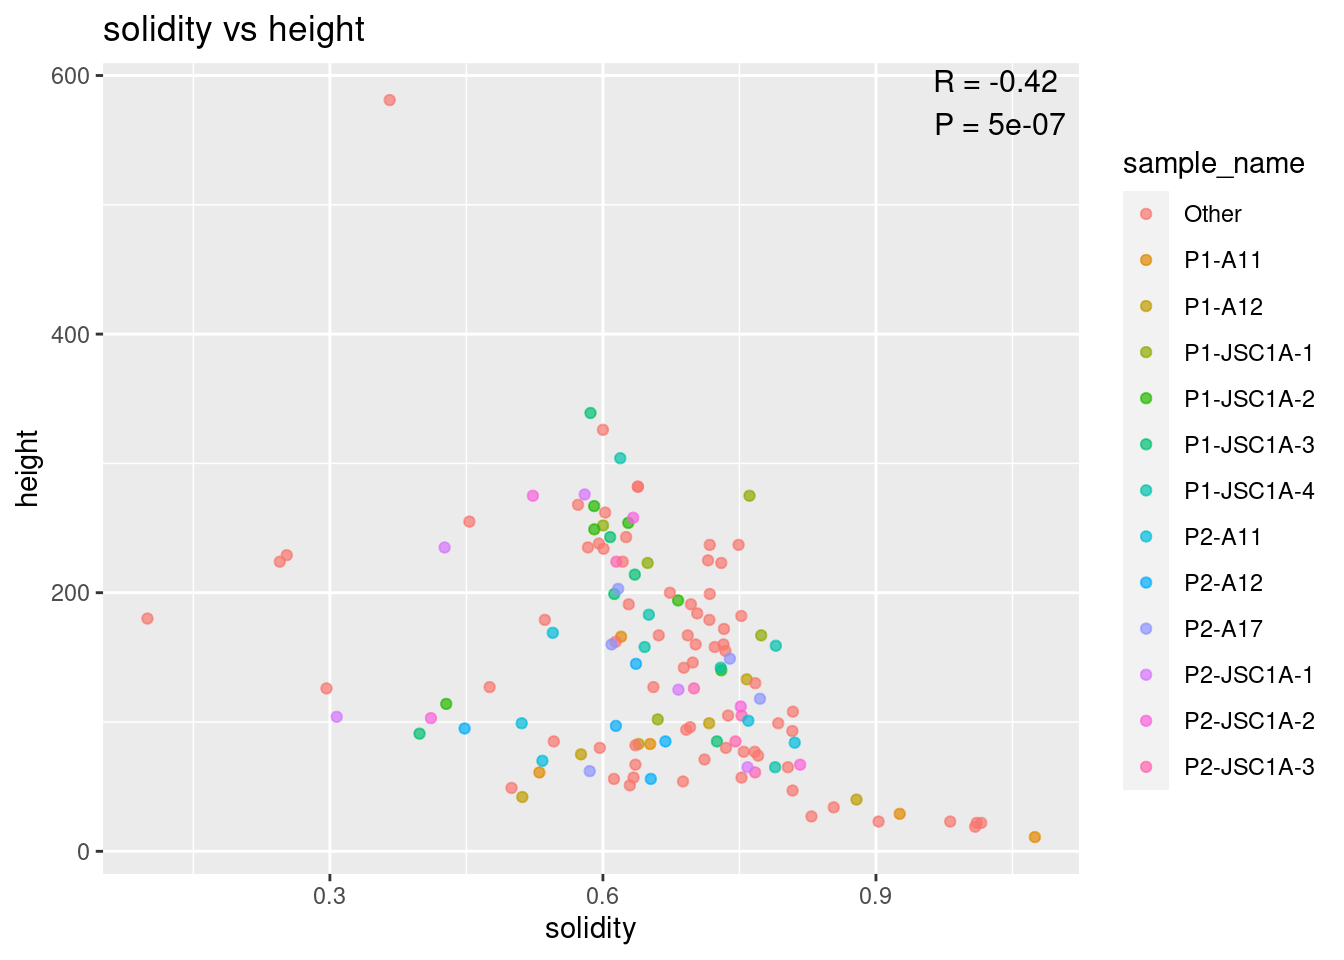 solidity vs height
R = -0.42
P = 5e-07
600
400
200
0
height
0.3
0.6
0.9
solidity
sample_name
Other
P1-A11
P1-A12
P1-JSC1A-1
P1-JSC1A-2
P1-JSC1A-3
P1-JSC1A-4
P2-A11
P2-A12
P2-A17
P2-JSC1A-1
P2-JSC1A-2
P2-JSC1A-3